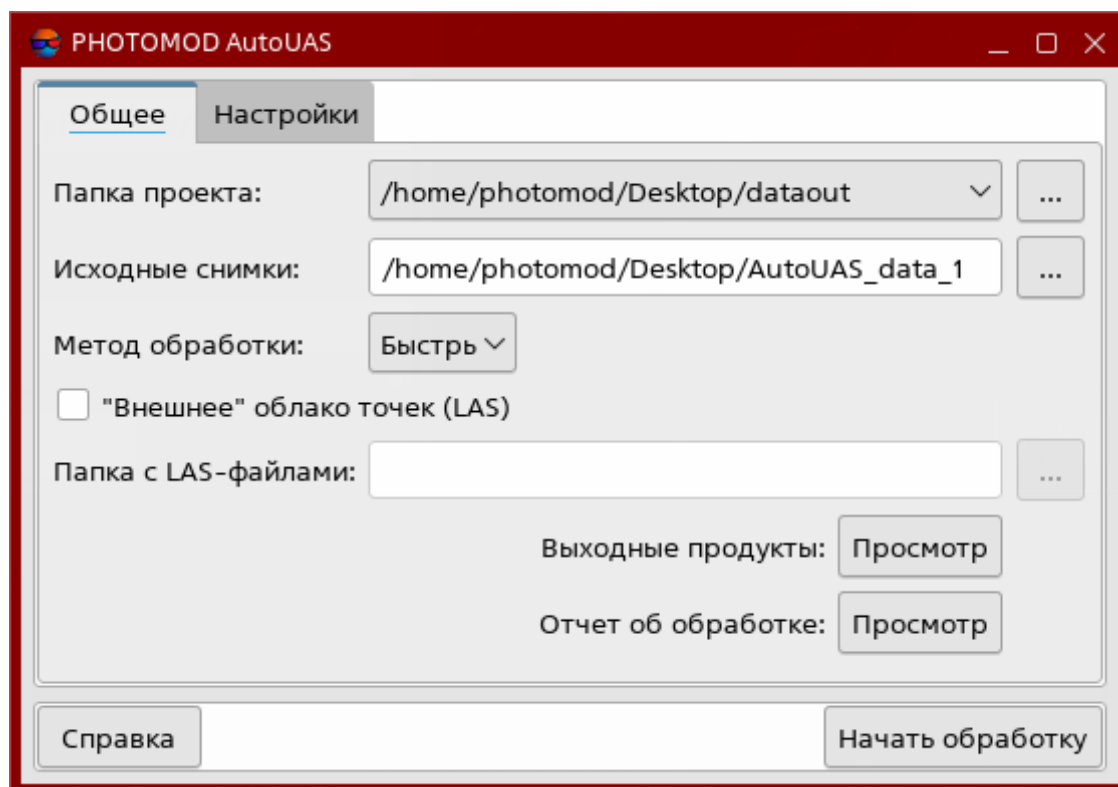 PHOTOMOD AutoUAS
Общее Настройки
Папка проекта: /home/photomod/Desktop/dataout ...
Исходные снимки: /home/photomod/Desktop/AutoUAS_data_1 ...
Метод обработки: Быстрь
"Внешнее" облако точек (LAS)
Папка с LAS-файлами: ...
Выходные продукты: Просмотр
Отчет об обработке: Просмотр
Справка Начать обработку